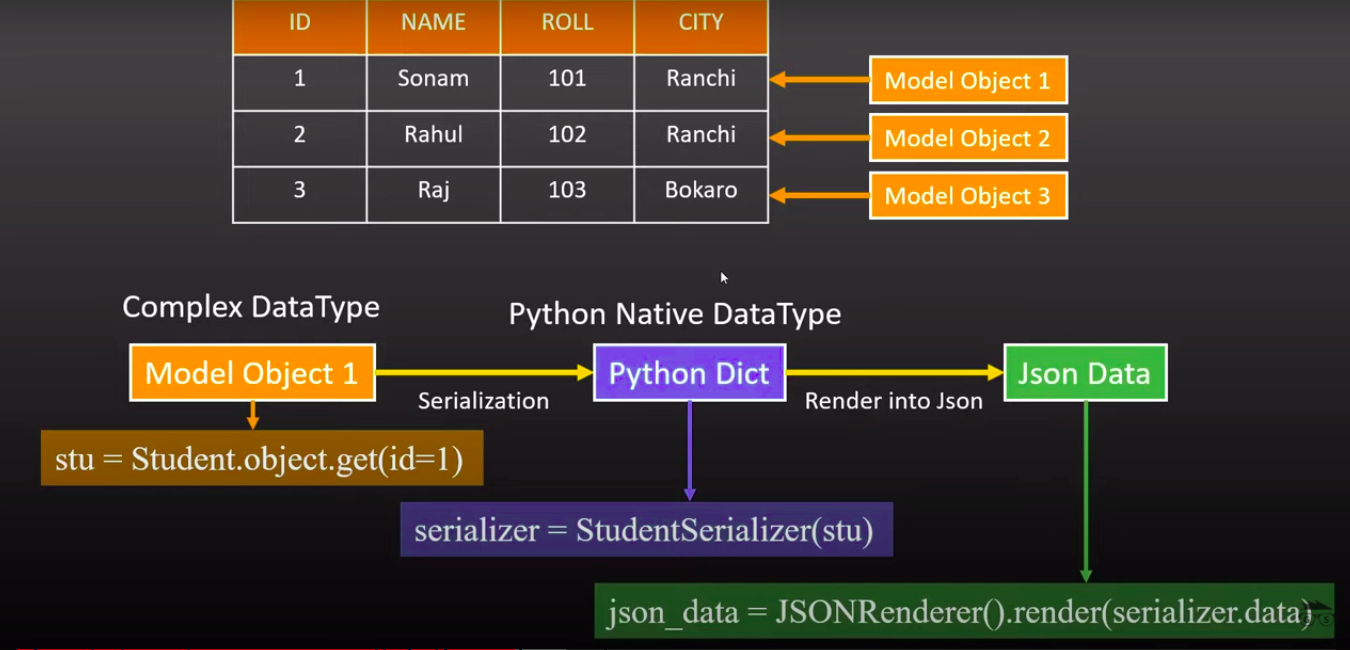 ID NAME ROLL CITY
1 Sonam 101 Ranchi
Model Object 1
2 Rahul 102 Ranchi
Model Object 2
3 Raj 103 Bokaro
Model Object 3
Complex DataType
Python Native DataType
Model Object 1
Serialization
Python Dict
Render into Json
Json Data
stu = Student.object.get(id=1)
serializer = StudentSerializer(stu)
json_data = JSONRenderer().render(serializer.data)